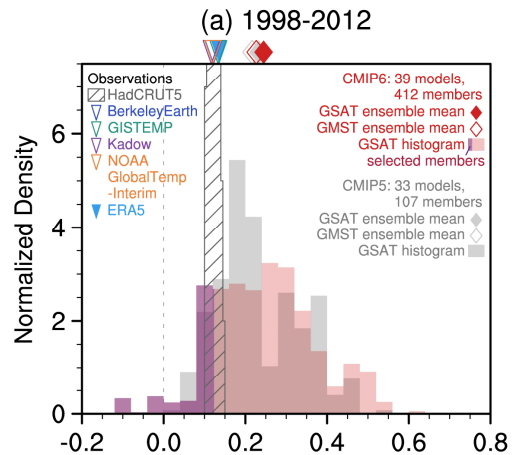 (a) 1998-2012
Observations
HadCRUT5
BerkeleyEarth
GISTEMP
Kadow
NOAA
GlobalTemp
-Interim
ERA5
CMIP6: 39 models,
412 members
GSAT ensemble mean
GMST ensemble mean
GSAT histogram
selected members
CMIP5: 33 models,
107 members
GSAT ensemble mean
GMST ensemble mean
GSAT histogram
Normalized Density
6
4
2
0
-0.2 0.0 0.2 0.4 0.6 0.8